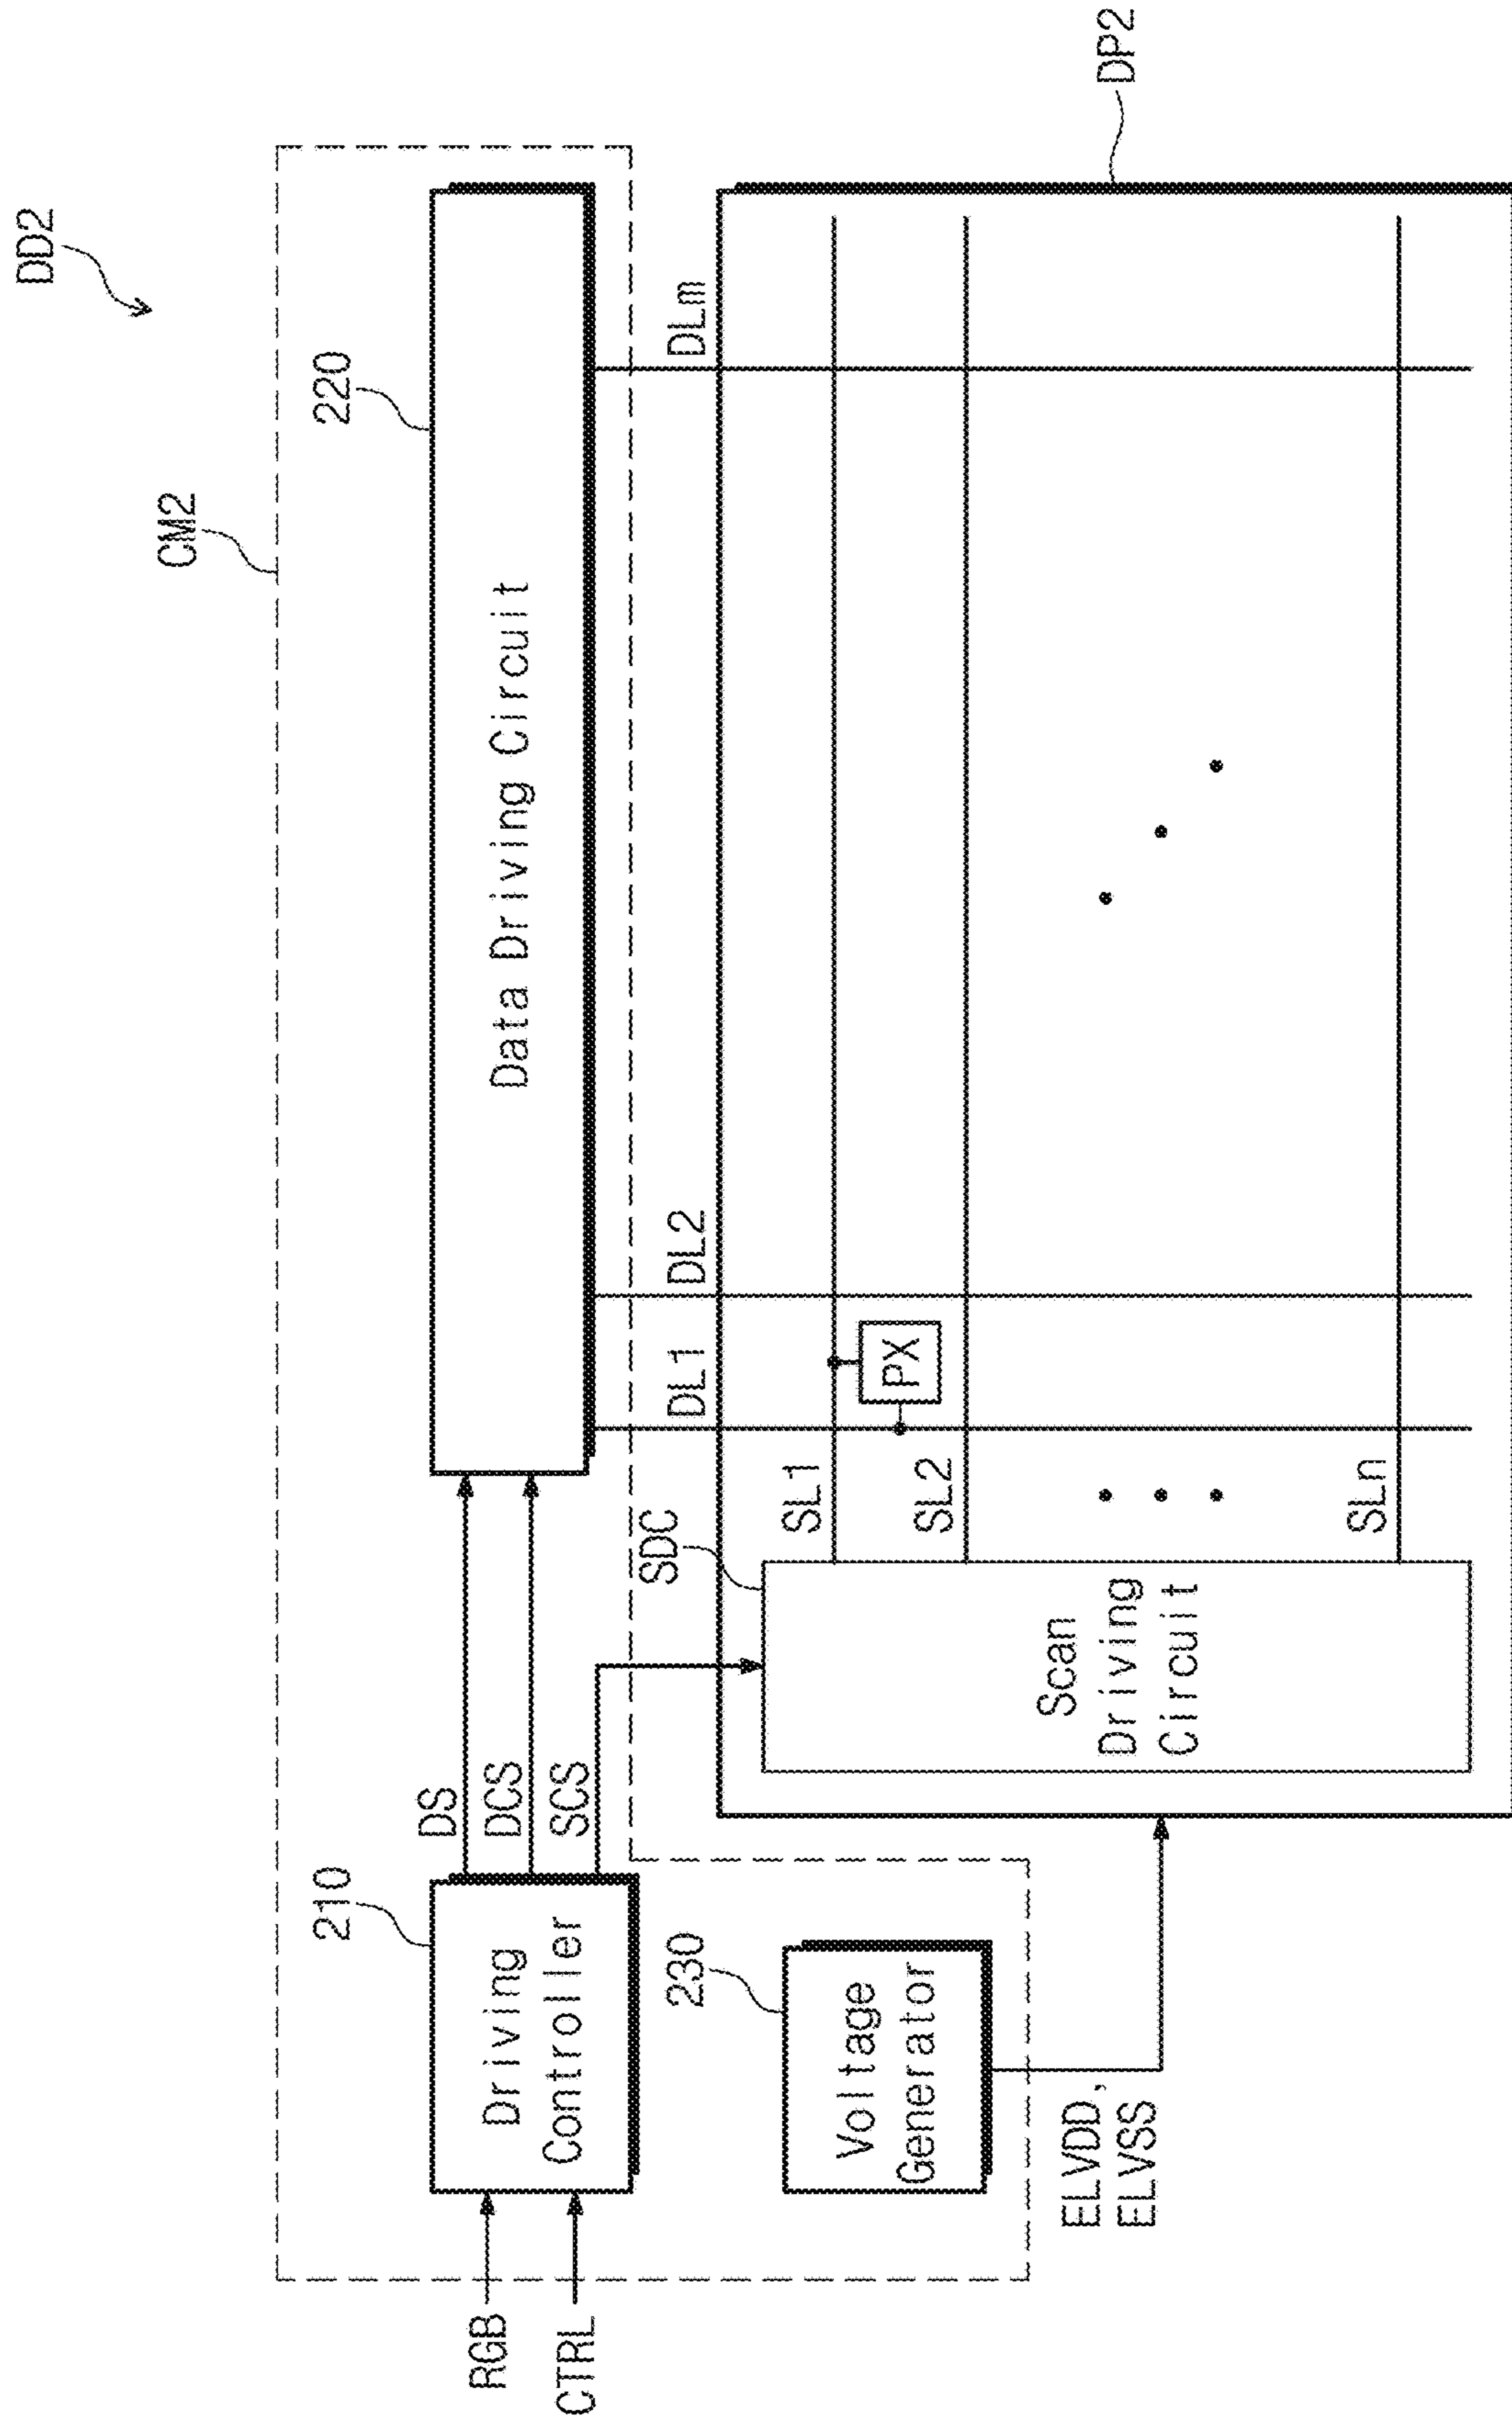 DD2
CM2
210
220
RGB
CTRL
Driving
Controller
DS
DCS
SCS
Data Driving Circuit
230
Voltage
Generator
ELVDD,
ELVSS
SDC
DL1
DL2
DLm
Scan
Driving
Circuit
SL1
SL2
SLn
PX
DP2